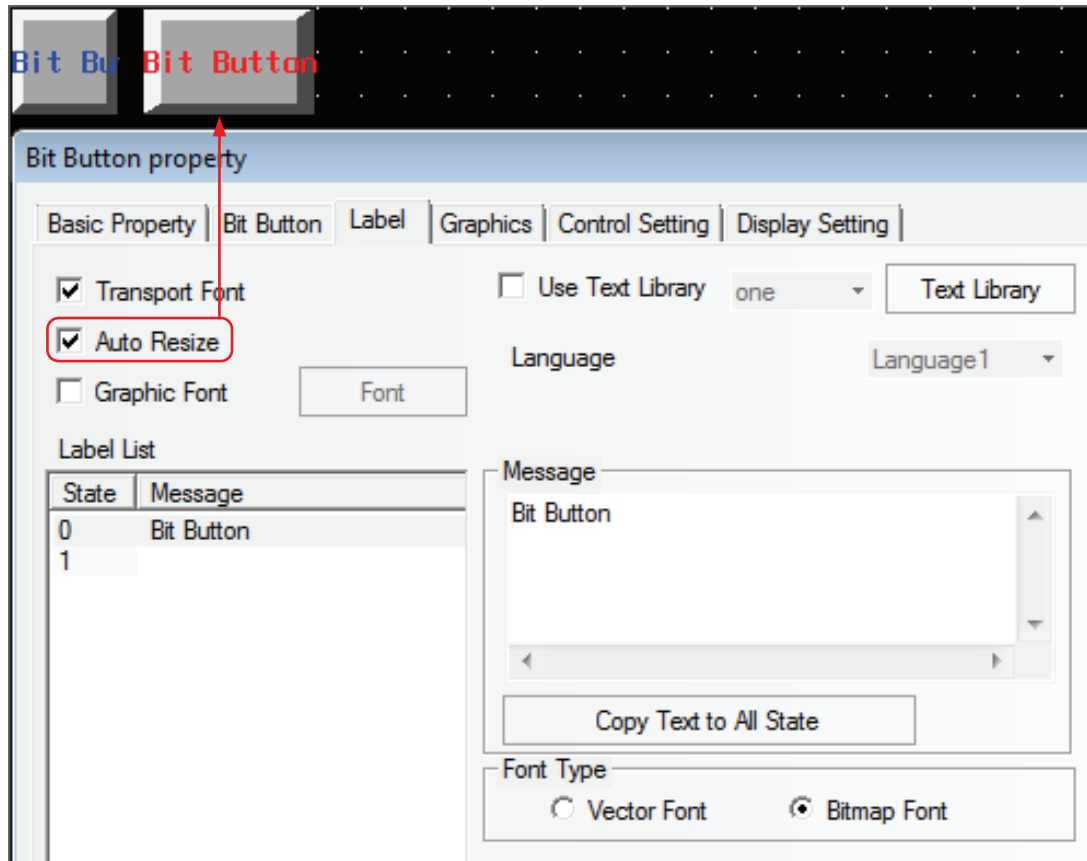 Bit Bu Bit Button
Bit Button property
Basic Property Bit Button Label Graphics Control Setting Display Setting
Transport Font Use Text Library one Text Library
Auto Resize
Language Language1
Graphic Font Font
Label List
Message
State Message
Bit Button
0 Bit Button
1
Copy Text to All State
Font Type
Vector Font Bitmap Font